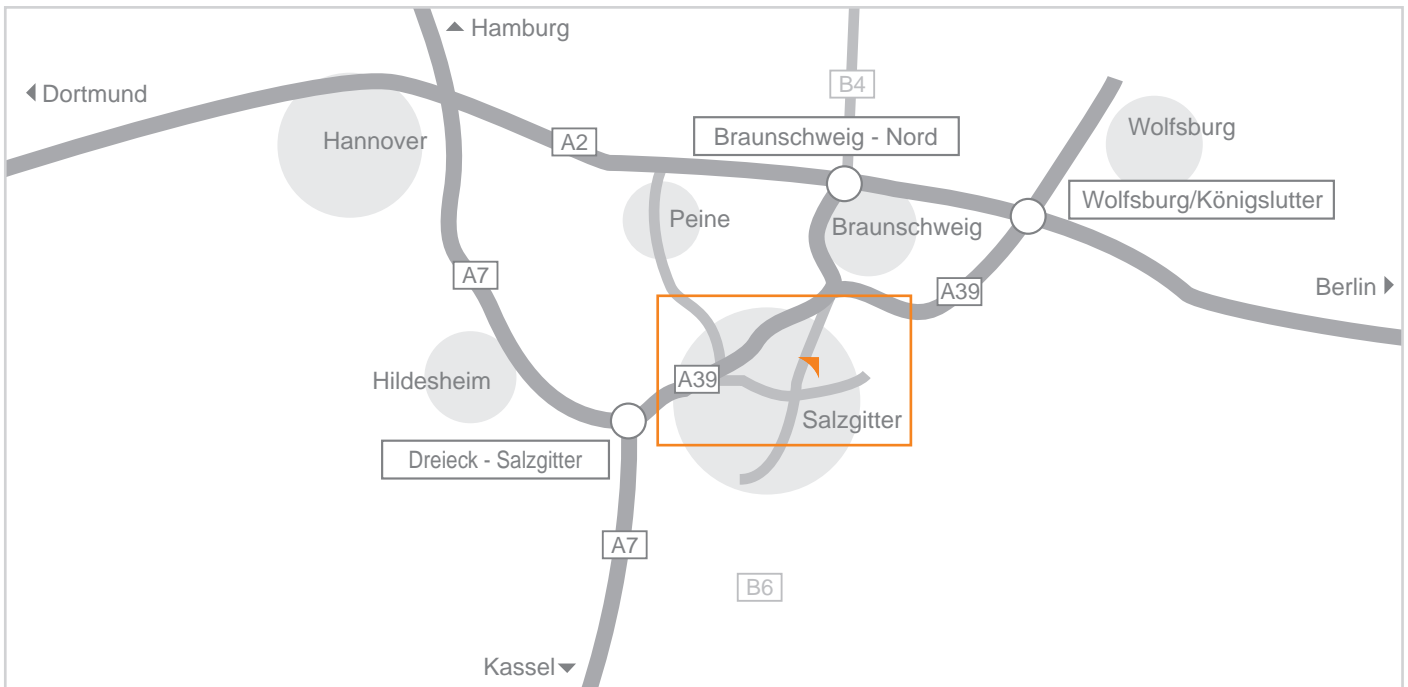 Hamburg
B4
Dortmund
Wolfsburg
Braunschweig - Nord
Hannover
A2
Wolfsburg/Königslutter
Peine
Braunschweig
A7
Berlin
A39
A39
Hildesheim
Salzgitter
Dreieck - Salzgitter
A7
B6
Kassel